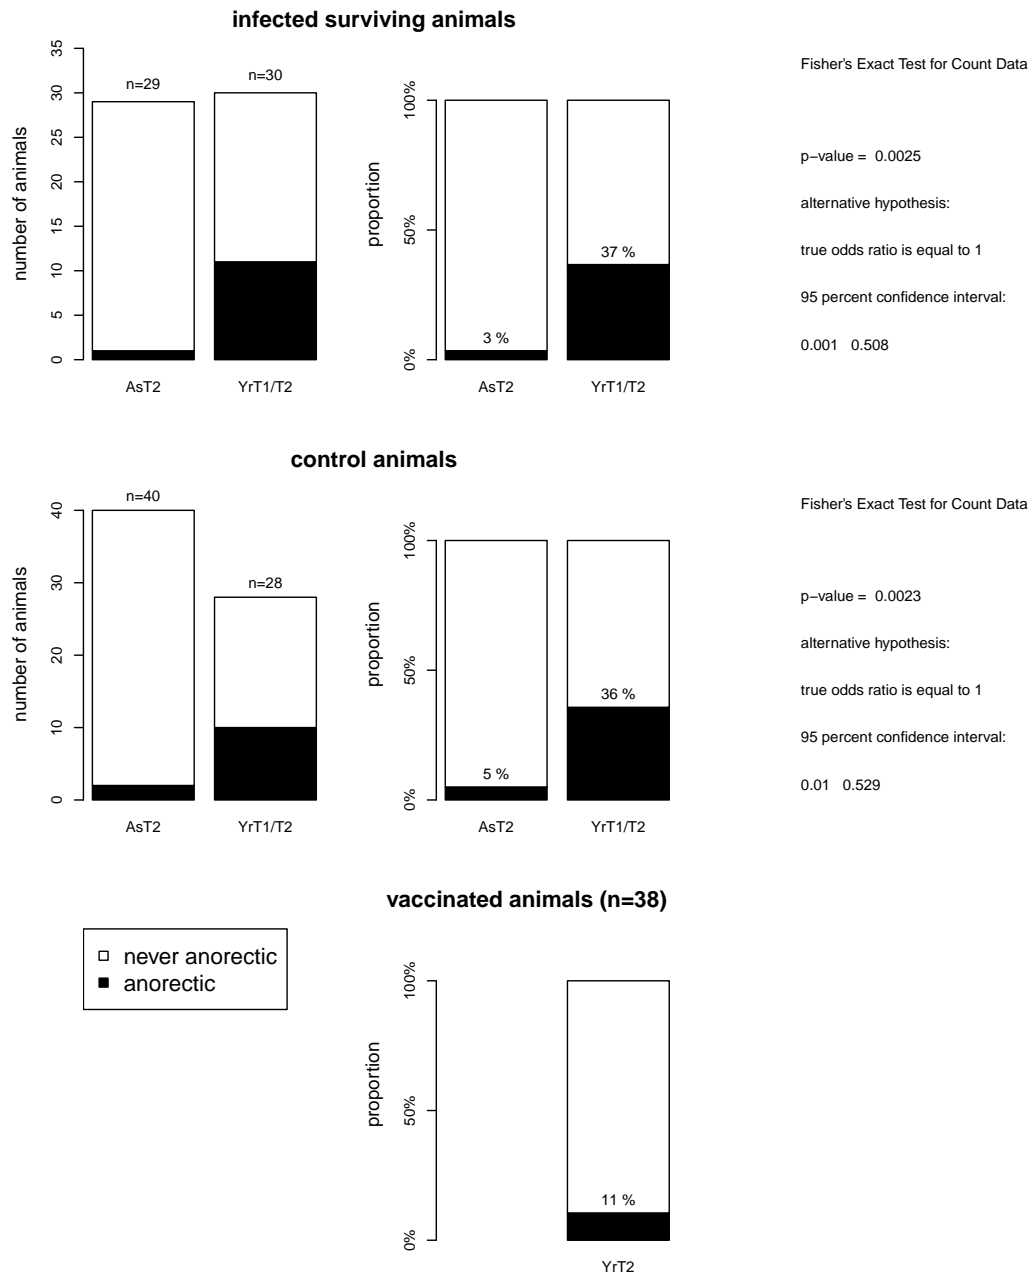 infected surviving animals
number of animals
0
5
10
15
20
25
30
35
n=29
n=30
AsT2
YrT1/T2
proportion
0%
50%
100%
3 %
37 %
AsT2
YrT1/T2
Fisher's Exact Test for Count Data
p−value =  0.0025
alternative hypothesis:
true odds ratio is equal to 1
95 percent confidence interval:
0.001   0.508
control animals
number of animals
0
10
20
30
40
n=40
n=28
AsT2
YrT1/T2
proportion
0%
50%
100%
5 %
36 %
AsT2
YrT1/T2
Fisher's Exact Test for Count Data
p−value =  0.0023
alternative hypothesis:
true odds ratio is equal to 1
95 percent confidence interval:
0.01   0.529
vaccinated animals (n=38)
never anorectic
anorectic
proportion
0%
50%
100%
11 %
YrT2